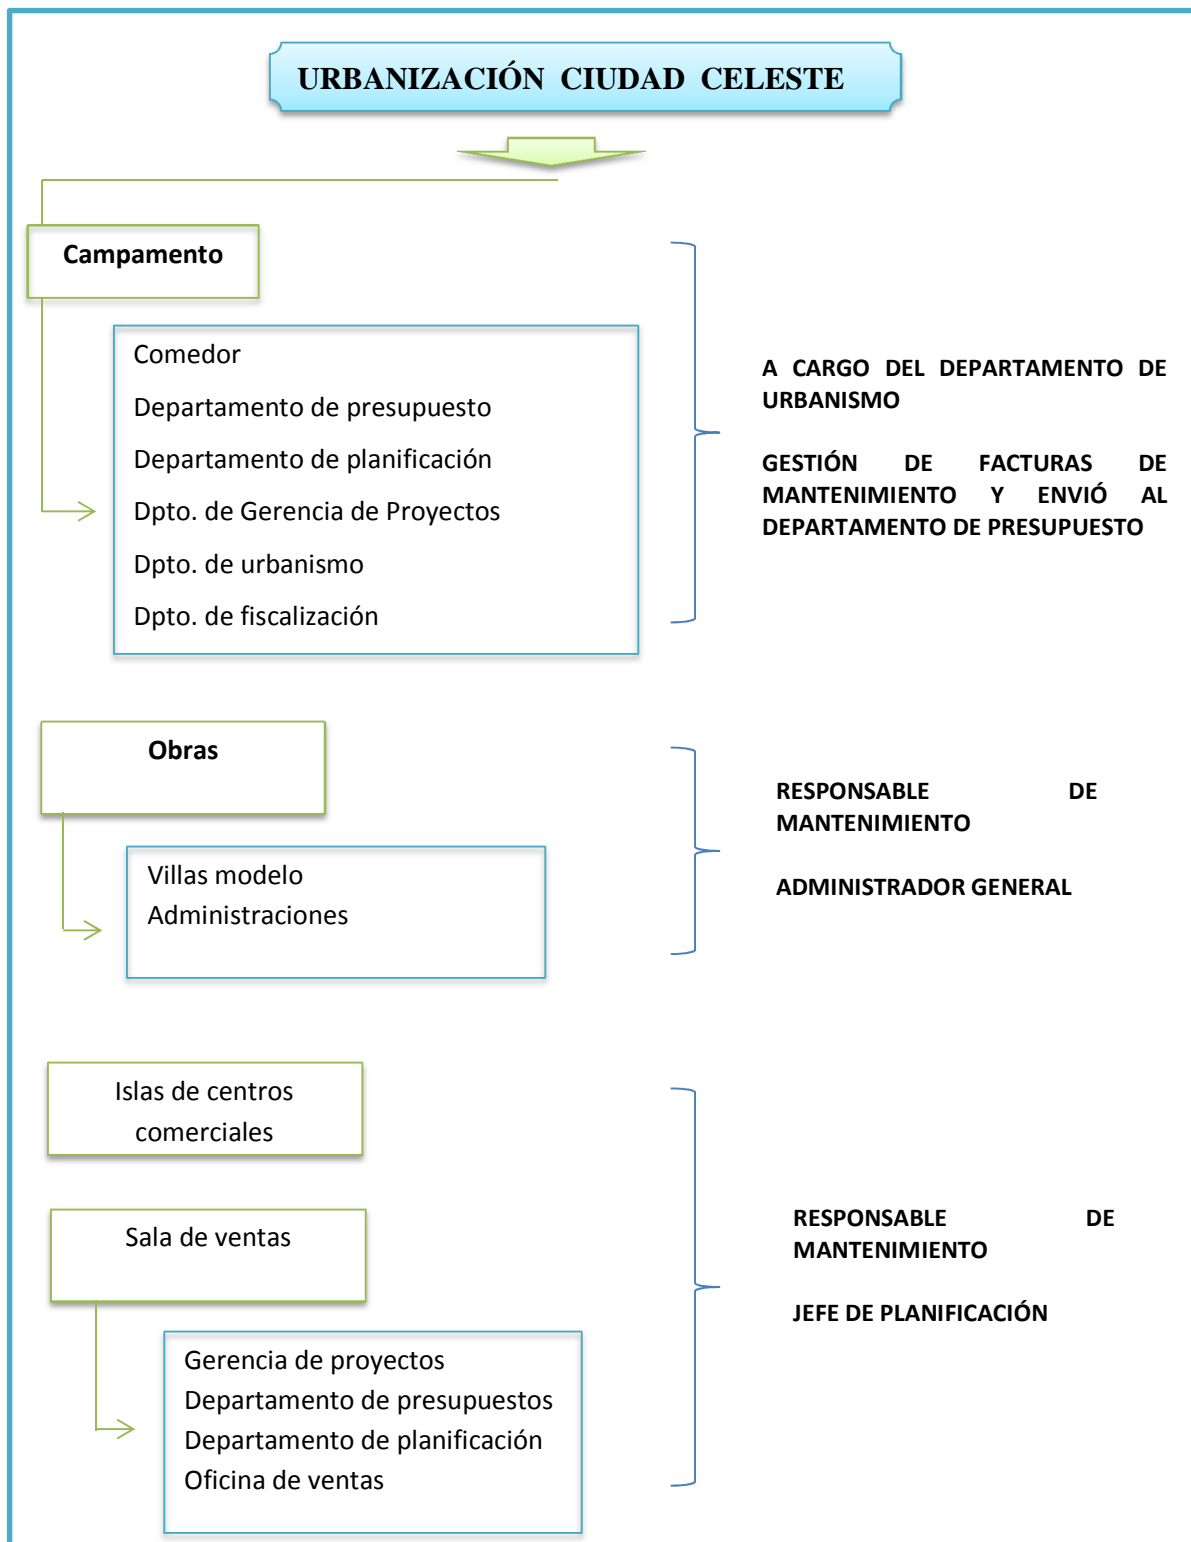 URBANIZACIÓN CIUDAD CELESTE
Campamento
Comedor
Departamento de presupuesto
Departamento de planificación
Dpto. de Gerencia de Proyectos
Dpto. de urbanismo
Dpto. de fiscalización
A CARGO DEL DEPARTAMENTO DE
URBANISMO
GESTIÓN DE FACTURAS DE
MANTENIMIENTO Y ENVIÓ AL
DEPARTAMENTO DE PRESUPUESTO
Obras
Villas modelo
Administraciones
RESPONSABLE DE
MANTENIMIENTO
ADMINISTRADOR GENERAL
Islas de centros
comerciales
Sala de ventas
Gerencia de proyectos
Departamento de presupuestos
Departamento de planificación
Oficina de ventas
RESPONSABLE DE
MANTENIMIENTO
JEFE DE PLANIFICACIÓN